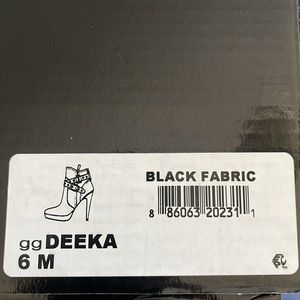 BLACK FABRIC
8 86063 20231 1
gg DEEKA
6 M